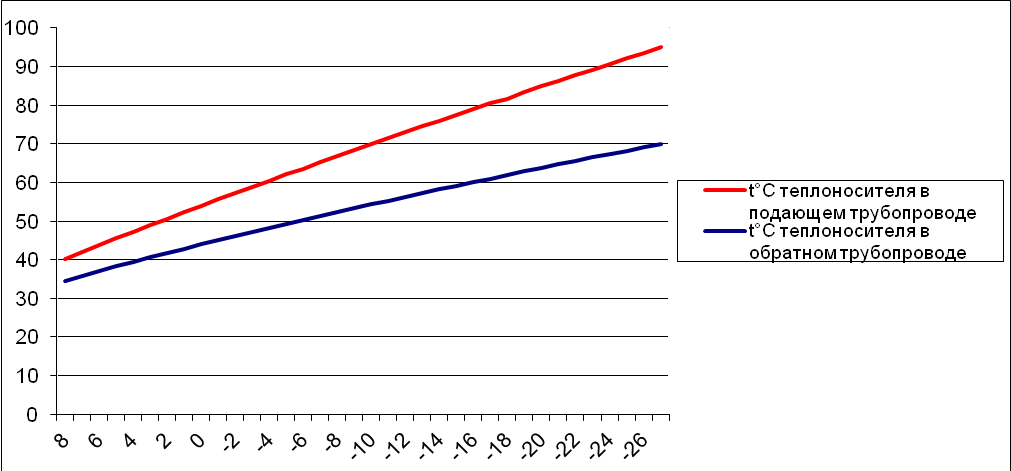 100
90
80
70
60
50
40
30
20
10
0
8 6 4 2 0 -2 -4 -6 -8 -10 -12 -14 -16 -18 -20 -22 -24 -26
t°C теплоносителя в
подающем трубопроводе
t°C теплоносителя в
обратном трубопроводе